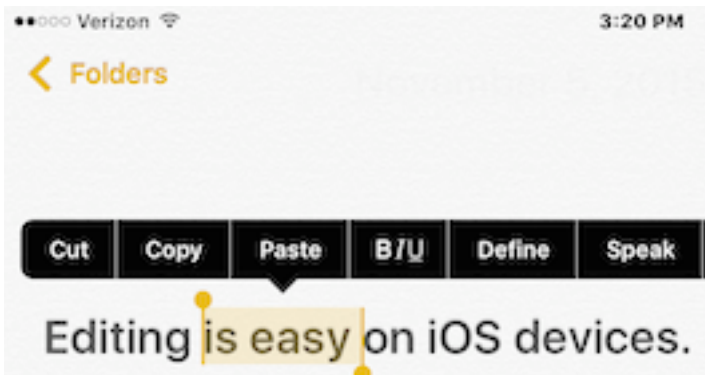 Verizon 3:20 PM
Folders
Cut Copy Paste BIU Define Speak
Editing is easy on iOS devices.